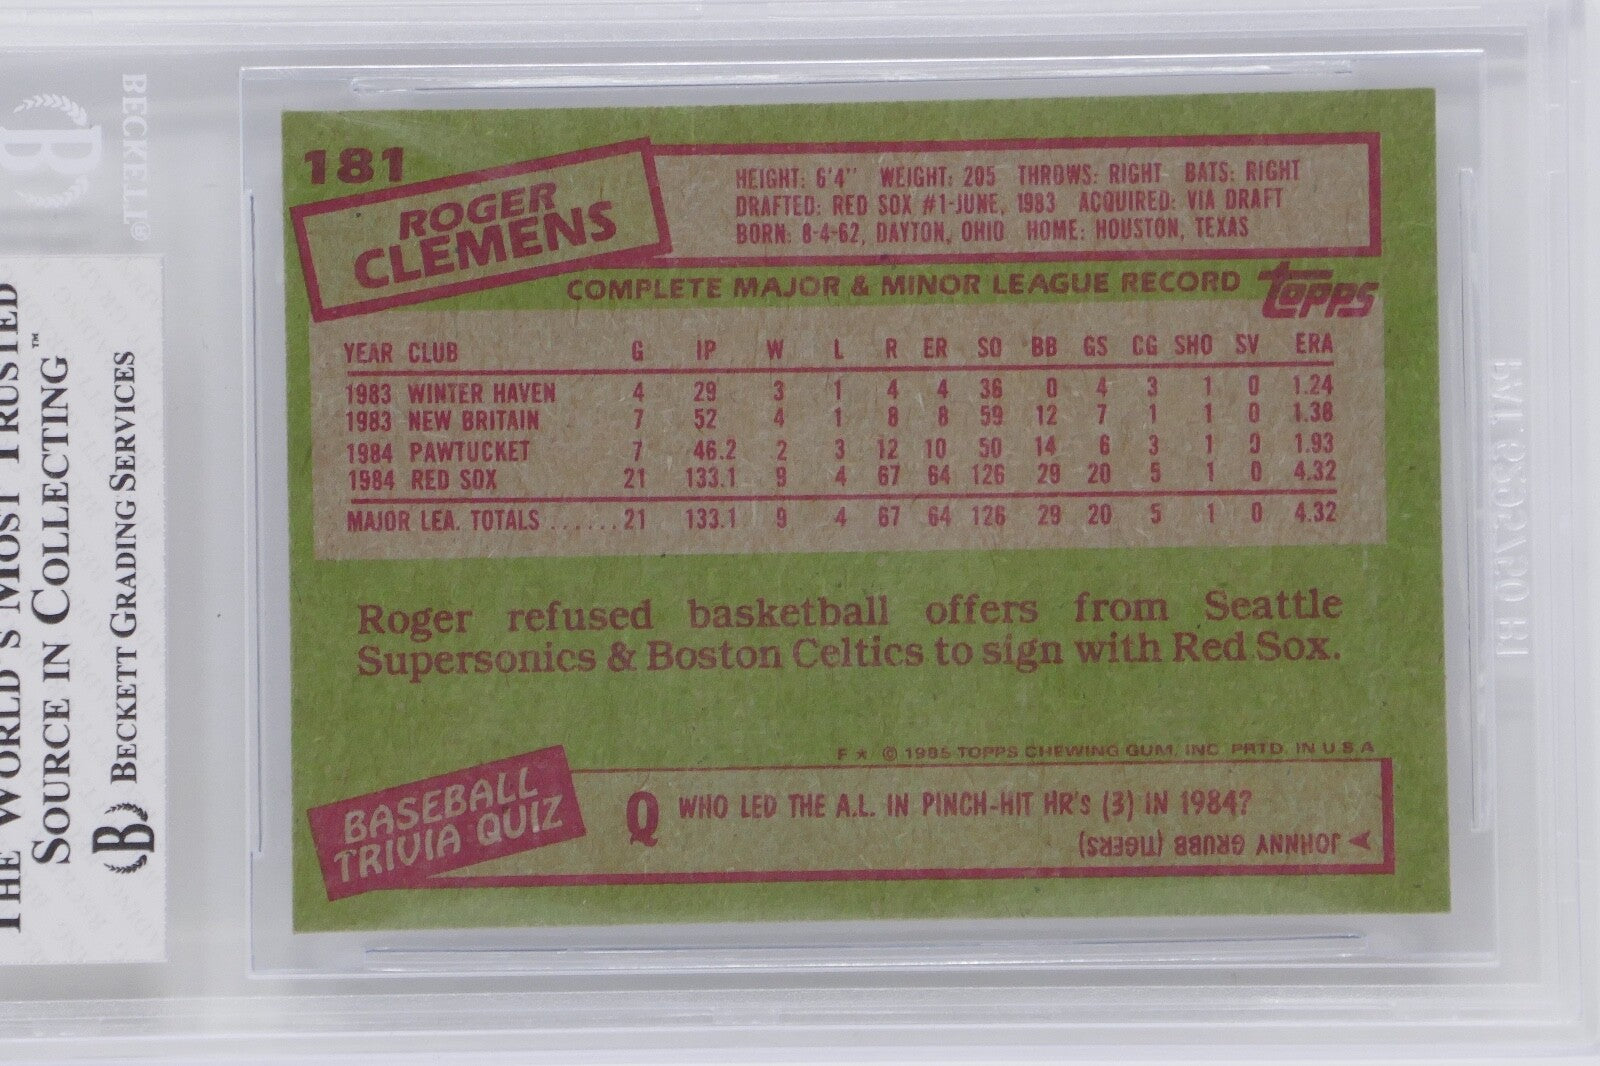 BECKETT®
THE WORLD'S MOST TRUSTED
SOURCE IN COLLECTING™
B BECKETT GRADING SERVICES
181
ROGER
CLEMENS
HEIGHT: 6'4" WEIGHT: 205 THROWS: RIGHT BATS: RIGHT
DRAFTED: RED SOX #1-JUNE, 1983 ACQUIRED: VIA DRAFT
BORN: 8-4-62, DAYTON, OHIO HOME: HOUSTON, TEXAS
COMPLETE MAJOR & MINOR LEAGUE RECORD
topps
YEAR CLUB G IP W L R ER SO BB GS CG SHO SV ERA
1983 WINTER HAVEN 4 29 3 1 4 4 36 0 4 3 1 0 1.24
1983 NEW BRITAIN 7 52 4 1 8 8 59 12 7 1 1 0 1.38
1984 PAWTUCKET 7 46.2 2 3 12 10 50 14 6 3 1 0 1.93
1984 RED SOX 21 133.1 9 4 67 64 126 29 20 5 1 0 4.32
MAJOR LEA. TOTALS ...... 21 133.1 9 4 67 64 126 29 20 5 1 0 4.32
Roger refused basketball offers from Seattle
Supersonics & Boston Celtics to sign with Red Sox.
F ★ © 1985 TOPPS CHEWING GUM, INC. PRTD. IN U.S.A.
BASEBALL
TRIVIA QUIZ
Q WHO LED THE A.L. IN PINCH-HIT HR's (3) IN 1984?
JOHNNY GRUBB (TIGERS)